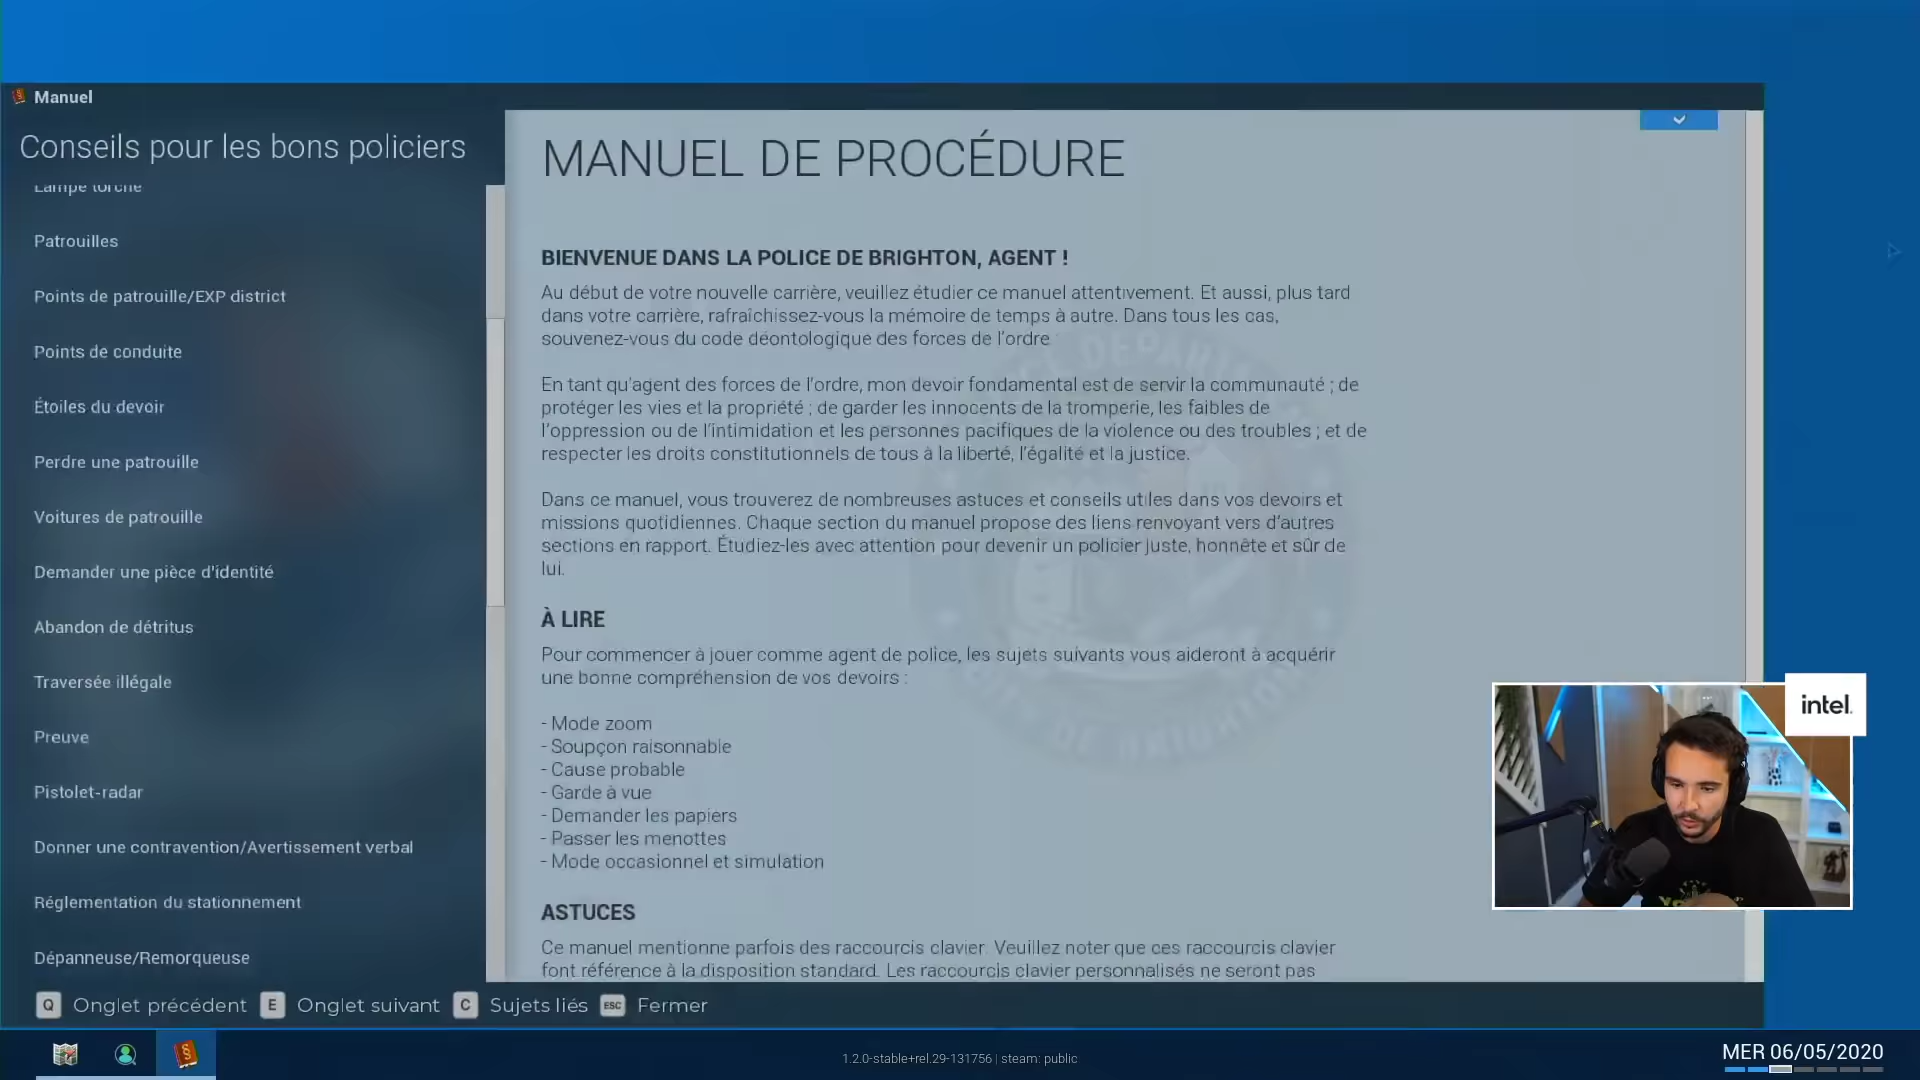 Manuel
Conseils pour les bons policiers
Lampe torche
Patrouilles
Points de patrouille/EXP district
Points de conduite
Étoiles du devoir
Perdre une patrouille
Voitures de patrouille
Demander une pièce d'identité
Abandon de détritus
Traversée illégale
Preuve
Pistolet-radar
Donner une contravention/Avertissement verbal
Réglementation du stationnement
Dépanneuse/Remorqueuse
MANUEL DE PROCÉDURE
BIENVENUE DANS LA POLICE DE BRIGHTON, AGENT !
Au début de votre nouvelle carrière, veuillez étudier ce manuel attentivement. Et aussi, plus tard
dans votre carrière, rafraîchissez-vous la mémoire de temps à autre. Dans tous les cas,
souvenez-vous du code déontologique des forces de l'ordre
En tant qu'agent des forces de l'ordre, mon devoir fondamental est de servir la communauté ; de
protéger les vies et la propriété ; de garder les innocents de la tromperie, les faibles de
l'oppression ou de l'intimidation et les personnes pacifiques de la violence ou des troubles ; et de
respecter les droits constitutionnels de tous à la liberté, l'égalité et la justice.
Dans ce manuel, vous trouverez de nombreuses astuces et conseils utiles dans vos devoirs et
missions quotidiennes. Chaque section du manuel propose des liens renvoyant vers d'autres
sections en rapport. Étudiez-les avec attention pour devenir un policier juste, honnête et sûr de
lui.
À LIRE
Pour commencer à jouer comme agent de police, les sujets suivants vous aideront à acquérir
une bonne compréhension de vos devoirs :
- Mode zoom
- Soupçon raisonnable
- Cause probable
- Garde à vue
- Demander les papiers
- Passer les menottes
- Mode occasionnel et simulation
ASTUCES
Ce manuel mentionne parfois des raccourcis clavier. Veuillez noter que ces raccourcis clavier
font référence à la disposition standard. Les raccourcis clavier personnalisés ne seront pas
intel.
Q Onglet précédent E Onglet suivant C Sujets liés ESC Fermer
1.2.0-stable+rel.29-131756 | steam: public
MER 06/05/2020